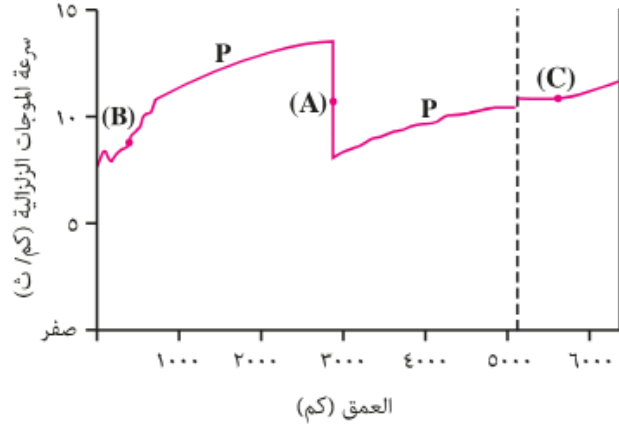 سرعة الموجات الزلزالية (كم/ ث)
١٥
١٠
٥
صفر
P
(A)
(B)
P
(C)
١٠٠٠ ٢٠٠٠ ٣٠٠٠ ٤٠٠٠ ٥٠٠٠ ٦٠٠٠
العمق (كم)